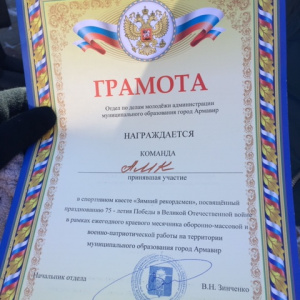 ГРАМОТА
Отдел по делам молодёжи администрации
муниципального образования город Армавир
НАГРАЖДАЕТСЯ
КОМАНДА
АМК
принявшая участие
в спортивном квесте «Зимний рекордсмен», посвящённый
празднованию 75 - летия Победы в Великой Отечественной войне
в рамках ежегодного краевого месячника оборонно-массовой и
военно-патриотической работы на территории
муниципального образования город Армавир
Начальник отдела
В.Н. Зинченко